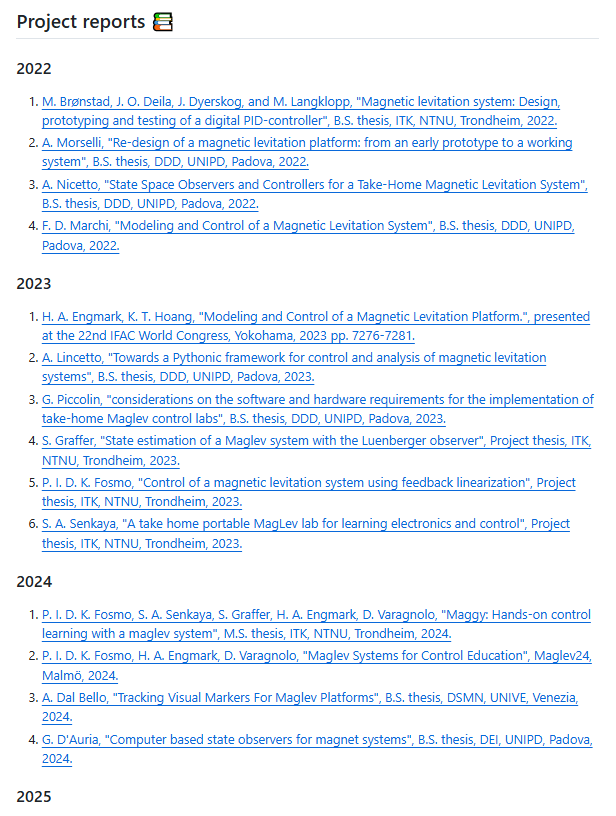 Project reports
2022
1. M. Brønstad, J. O. Deila, J. Dyerskog, and M. Langklopp, "Magnetic levitation system: Design,
prototyping and testing of a digital PID-controller", B.S. thesis, ITK, NTNU, Trondheim, 2022.
2. A. Morselli, "Re-design of a magnetic levitation platform: from an early prototype to a working
system", B.S. thesis, DDD, UNIPD, Padova, 2022.
3. A. Nicetto, "State Space Observers and Controllers for a Take-Home Magnetic Levitation System",
B.S. thesis, DDD, UNIPD, Padova, 2022.
4. F. D. Marchi, "Modeling and Control of a Magnetic Levitation System", B.S. thesis, DDD, UNIPD,
Padova, 2022.
2023
1. H. A. Engmark, K. T. Hoang, "Modeling and Control of a Magnetic Levitation Platform.", presented
at the 22nd IFAC World Congress, Yokohama, 2023 pp. 7276-7281.
2. A. Lincetto, "Towards a Pythonic framework for control and analysis of magnetic levitation
systems", B.S. thesis, DDD, UNIPD, Padova, 2023.
3. G. Piccolin, "considerations on the software and hardware requirements for the implementation of
take-home Maglev control labs", B.S. thesis, DDD, UNIPD, Padova, 2023.
4. S. Graffer, "State estimation of a Maglev system with the Luenberger observer", Project thesis, ITK,
NTNU, Trondheim, 2023.
5. P. I. D. K. Fosmo, "Control of a magnetic levitation system using feedback linearization", Project
thesis, ITK, NTNU, Trondheim, 2023.
6. S. A. Senkaya, "A take home portable MagLev lab for learning electronics and control", Project
thesis, ITK, NTNU, Trondheim, 2023.
2024
1. P. I. D. K. Fosmo, S. A. Senkaya, S. Graffer, H. A. Engmark, D. Varagnolo, "Maggy: Hands-on control
learning with a maglev system", M.S. thesis, ITK, NTNU, Trondheim, 2024.
2. P. I. D. K. Fosmo, H. A. Engmark, D. Varagnolo, "Maglev Systems for Control Education", Maglev24,
Malmö, 2024.
3. A. Dal Bello, "Tracking Visual Markers For Maglev Platforms", B.S. thesis, DSMN, UNIVE, Venezia,
2024.
4. G. D'Auria, "Computer based state observers for magnet systems", B.S. thesis, DEI, UNIPD, Padova,
2024.
2025